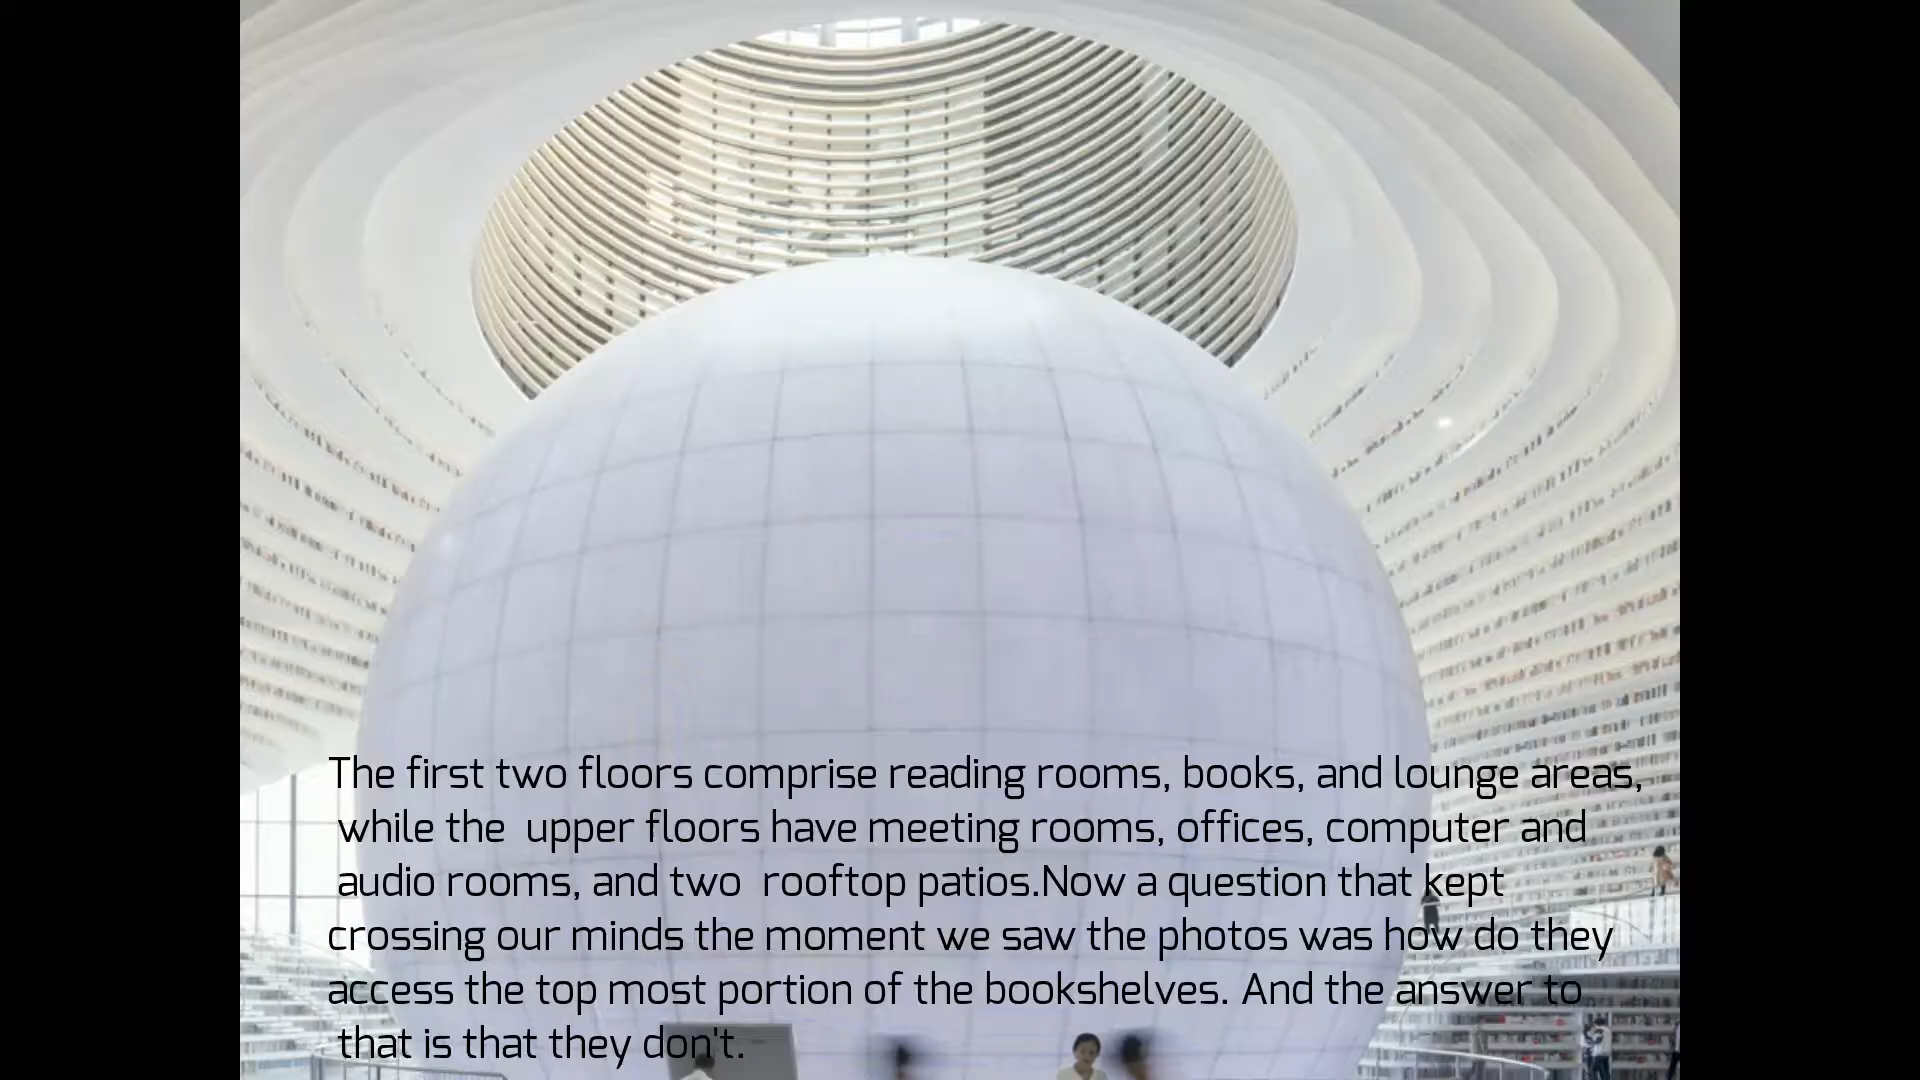 The first two floors comprise reading rooms, books, and lounge areas,
while the upper floors have meeting rooms, offices, computer and
audio rooms, and two rooftop patios.Now a question that kept
crossing our minds the moment we saw the photos was how do they
access the top most portion of the bookshelves. And the answer to
that is that they don't.